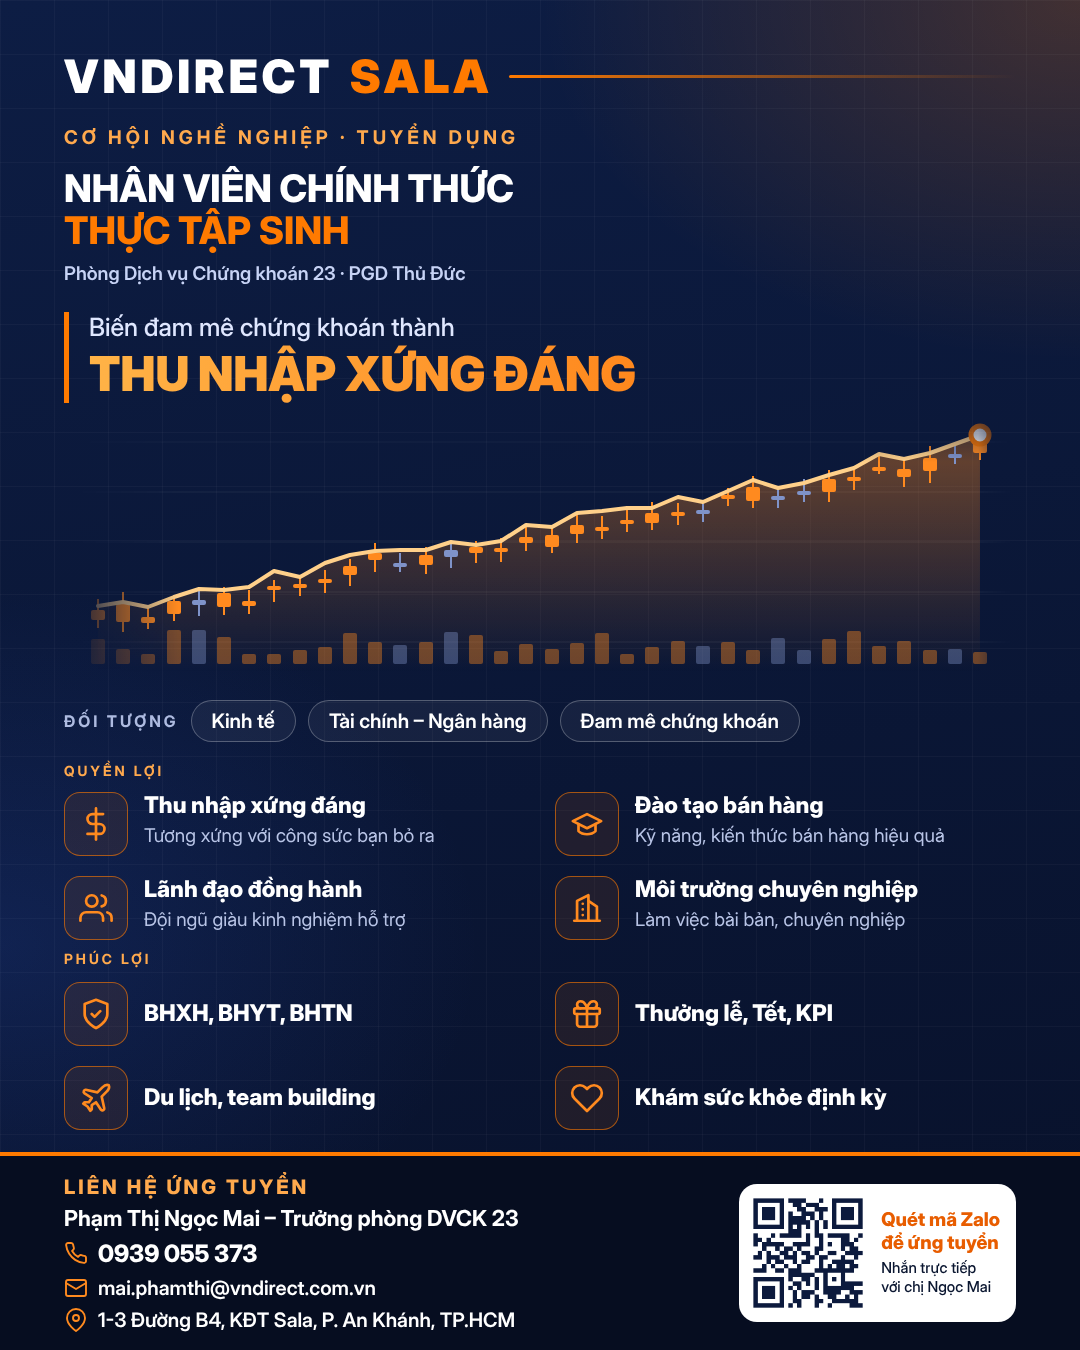 VNDIRECT SALA
CƠ HỘI NGHỀ NGHIỆP · TUYỂN DỤNG
NHÂN VIÊN CHÍNH THỨC
THỰC TẬP SINH
Phòng Dịch vụ Chứng khoán 23 · PGD Thủ Đức
Biến đam mê chứng khoán thành
THU NHẬP XỨNG ĐÁNG
ĐỐI TƯỢNG
Kinh tế
Tài chính – Ngân hàng
Đam mê chứng khoán
QUYỀN LỢI
Thu nhập xứng đáng
Tương xứng với công sức bạn bỏ ra
Đào tạo bán hàng
Kỹ năng, kiến thức bán hàng hiệu quả
Lãnh đạo đồng hành
Đội ngũ giàu kinh nghiệm hỗ trợ
Môi trường chuyên nghiệp
Làm việc bài bản, chuyên nghiệp
PHÚC LỢI
BHXH, BHYT, BHTN
Thưởng lễ, Tết, KPI
Du lịch, team building
Khám sức khỏe định kỳ
LIÊN HỆ ỨNG TUYỂN
Phạm Thị Ngọc Mai – Trưởng phòng DVCK 23
0939 055 373
mai.phamthi@vndirect.com.vn
1-3 Đường B4, KĐT Sala, P. An Khánh, TP.HCM
Quét mã Zalo
để ứng tuyển
Nhắn trực tiếp
với chị Ngọc Mai